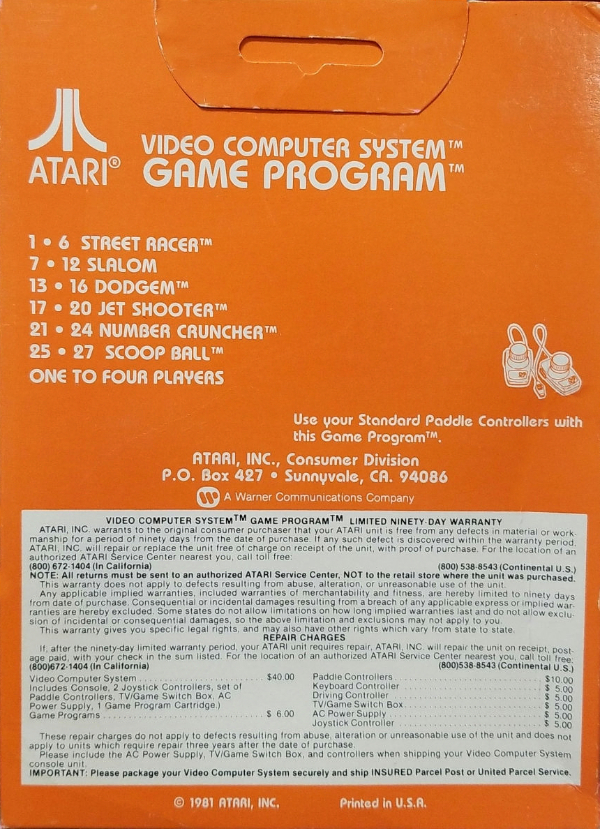 ATARI®
VIDEO COMPUTER SYSTEM™
GAME PROGRAM™
1 • 6 STREET RACER™
7 • 12 SLALOM
13 • 16 DODGEM™
17 • 20 JET SHOOTER™
21 • 24 NUMBER CRUNCHER™
25 • 27 SCOOP BALL™
ONE TO FOUR PLAYERS
Use your Standard Paddle Controllers with
this Game Program™.
ATARI, INC., Consumer Division
P.O. Box 427 • Sunnyvale, CA. 94086
A Warner Communications Company
VIDEO COMPUTER SYSTEM™ GAME PROGRAM™ LIMITED NINETY-DAY WARRANTY
ATARI, INC. warrants to the original consumer purchaser that your ATARI unit is free from any defects in material or work-
manship for a period of ninety days from the date of purchase. If any such defect is discovered within the warranty period,
ATARI, INC. will repair or replace the unit free of charge on receipt of the unit, with proof of purchase. For the location of an
authorized ATARI Service Center nearest you, call toll free:
(800) 672-1404 (In California) (800) 538-8543 (Continental U.S.)
NOTE: All returns must be sent to an authorized ATARI Service Center, NOT to the retail store where the unit was purchased.
This warranty does not apply to defects resulting from abuse, alteration, or unreasonable use of the unit.
Any applicable implied warranties, included warranties of merchantability and fitness, are hereby limited to ninety days
from date of purchase. Consequential or incidental damages resulting from a breach of any applicable express or implied war-
ranties are hereby excluded. Some states do not allow limitations on how long implied warranties last and do not allow exclu-
sion of incidental or consequential damages, so the above limitation and exclusions may not apply to you.
This warranty gives you specific legal rights, and may also have other rights which vary from state to state.
REPAIR CHARGES
If, after the ninety-day limited warranty period, your ATARI unit requires repair, ATARI, INC. will repair the unit on receipt, post-
age paid, with your check in the sum listed. For the location of an authorized ATARI Service Center nearest you, call toll free:
(800)672-1404 (In California) (800)538-8543 (Continental U.S.)
Video Computer System $40.00
Includes Console, 2 Joystick Controllers, set of
Paddle Controllers, TV/Game Switch Box, AC
Power Supply, 1 Game Program Cartridge.)
Game Programs $ 6.00
Paddle Controllers $10.00
Keyboard Controller $ 5.00
Driving Controller $ 5.00
TV/Game Switch Box $ 5.00
AC Power Supply $ 5.00
Joystick Controller $ 5.00
These repair charges do not apply to defects resulting from abuse, alteration or unreasonable use of the unit and does not
apply to units which require repair three years after the date of purchase.
Please include the AC Power Supply, TV/Game Switch Box, and controllers when shipping your Video Computer System
console unit.
IMPORTANT: Please package your Video Computer System securely and ship INSURED Parcel Post or United Parcel Service.
© 1981 ATARI, INC. Printed in U.S.A.